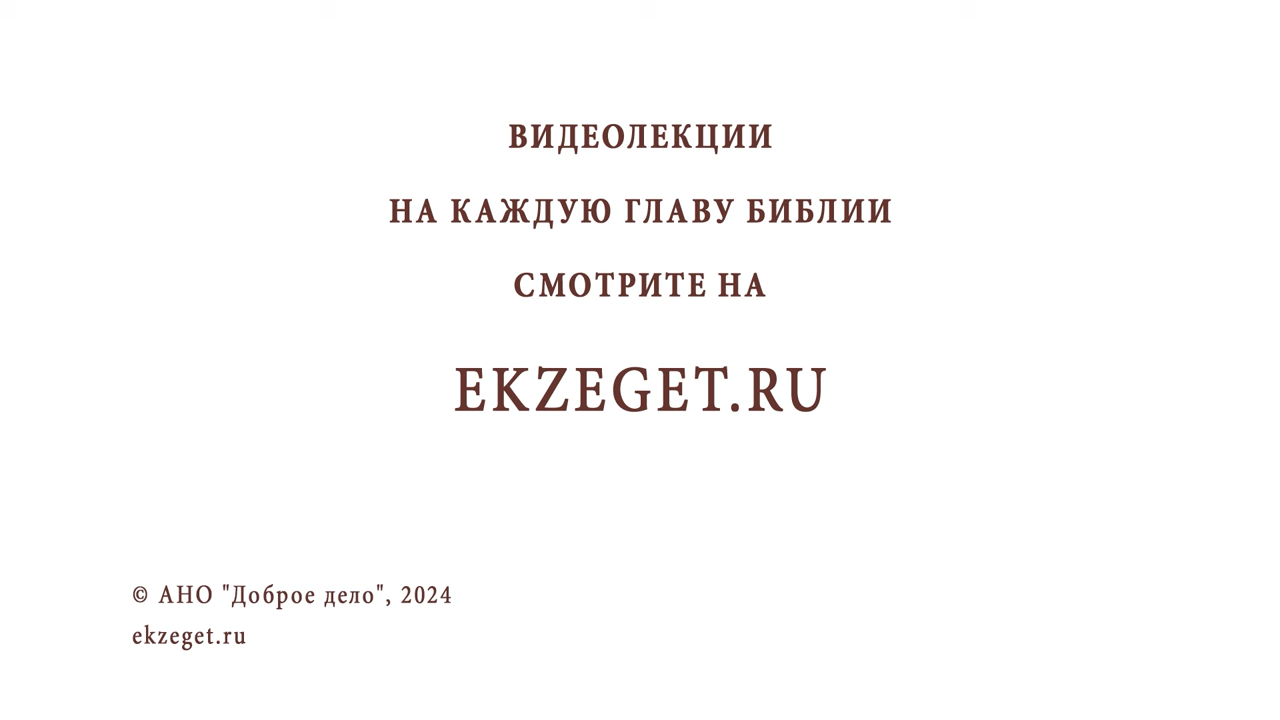 ВИДЕОЛЕКЦИИ
НА КАЖДУЮ ГЛАВУ БИБЛИИ
СМОТРИТЕ НА
EKZEGET.RU
© АНО "Доброе дело", 2024
ekzeget.ru